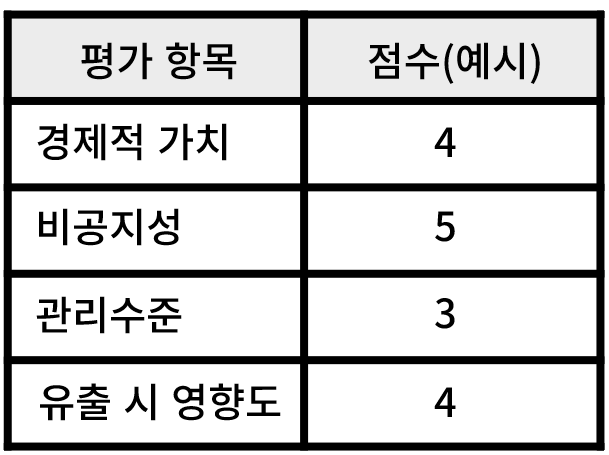 평가 항목 점수(예시)
경제적 가치 4
비공지성 5
관리수준 3
유출 시 영향도 4